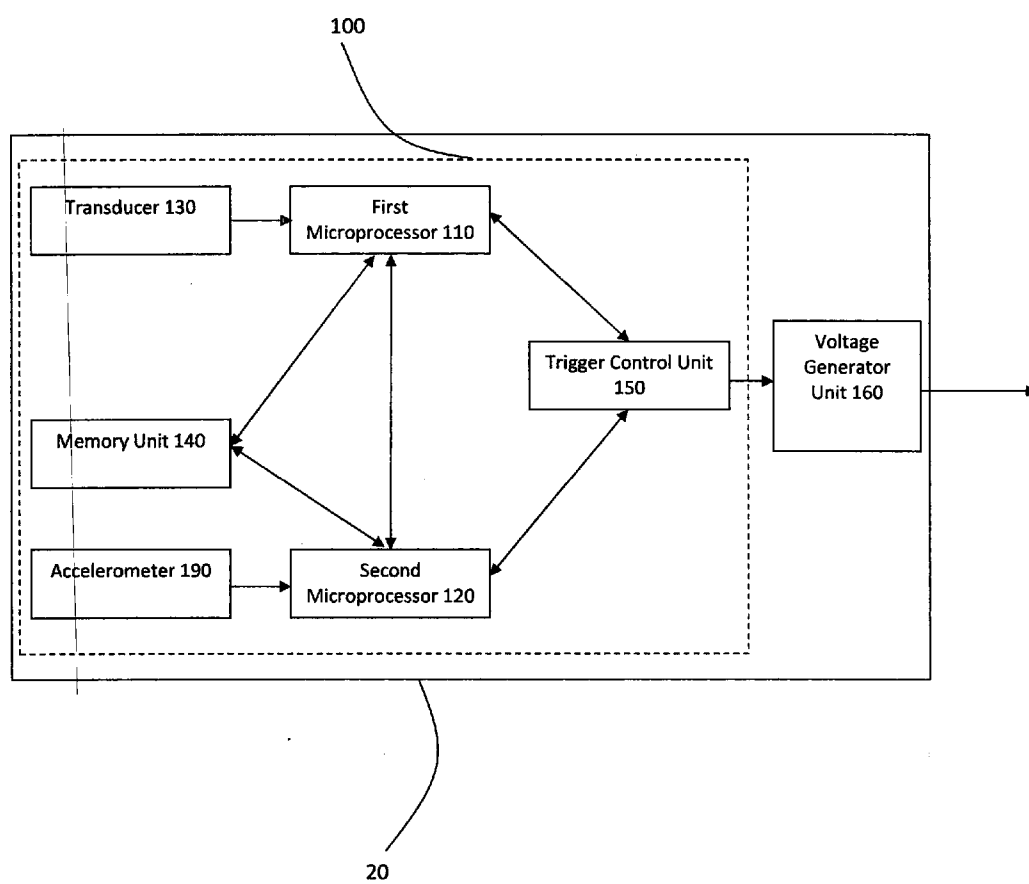 100
Transducer 130
First
Microprocessor 110
Trigger Control Unit
150
Voltage
Generator
Unit 160
Memory Unit 140
Accelerometer 190
Second
Microprocessor 120
20